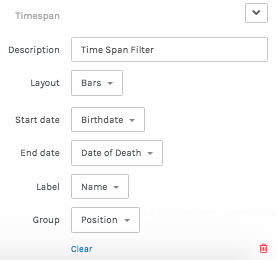 Timespan
Description Time Span Filter
Layout Bars
Start date Birthdate
End date Date of Death
Label Name
Group Position
Clear